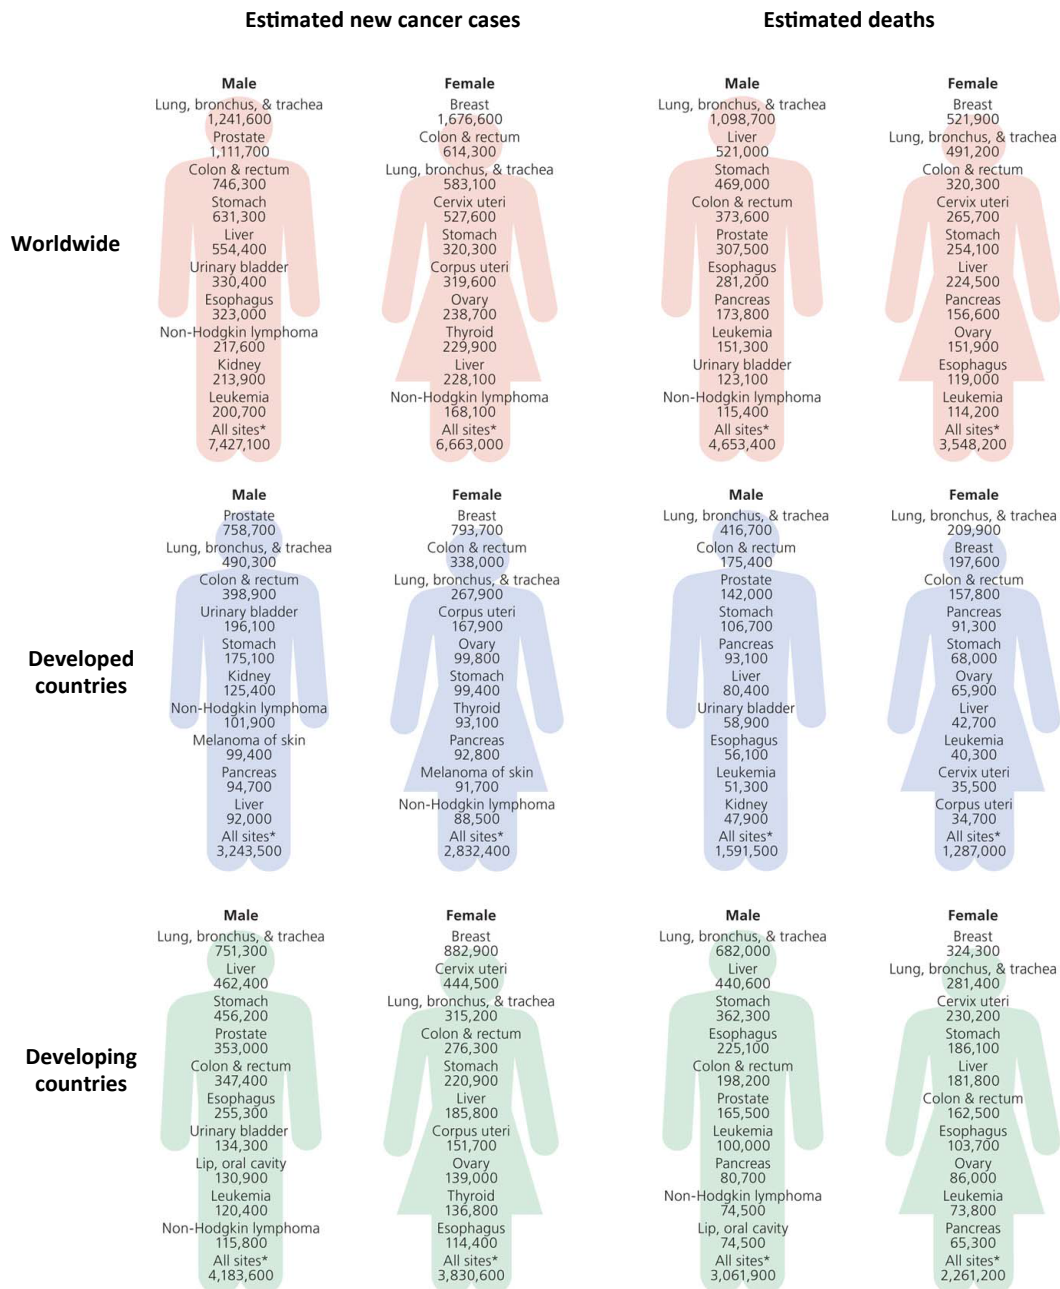 Estimated new cancer cases
Estimated deaths
Worldwide
Male
Lung, bronchus, & trachea
1,241,600
Prostate
1,111,700
Colon & rectum
746,300
Stomach
631,300
Liver
554,400
Urinary bladder
330,400
Esophagus
323,000
Non-Hodgkin lymphoma
217,600
Kidney
213,900
Leukemia
200,700
All sites*
7,427,100
Female
Breast
1,676,600
Colon & rectum
614,300
Lung, bronchus, & trachea
583,100
Cervix uteri
527,600
Stomach
320,300
Corpus uteri
319,600
Ovary
238,700
Thyroid
229,900
Liver
228,100
Non-Hodgkin lymphoma
168,100
All sites*
6,663,000
Male
Lung, bronchus, & trachea
1,098,700
Liver
521,000
Stomach
469,000
Colon & rectum
373,600
Prostate
307,500
Esophagus
281,200
Pancreas
173,800
Leukemia
151,300
Urinary bladder
123,100
Non-Hodgkin lymphoma
115,400
All sites*
4,653,400
Female
Breast
521,900
Lung, bronchus, & trachea
491,200
Colon & rectum
320,300
Cervix uteri
265,700
Stomach
254,100
Liver
224,500
Pancreas
156,600
Ovary
151,900
Esophagus
119,000
Leukemia
114,200
All sites*
3,548,200
Developed
countries
Male
Prostate
758,700
Lung, bronchus, & trachea
490,300
Colon & rectum
398,900
Urinary bladder
196,100
Stomach
175,100
Kidney
125,400
Non-Hodgkin lymphoma
101,900
Melanoma of skin
99,400
Pancreas
94,700
Liver
92,000
All sites*
3,243,500
Female
Breast
793,700
Colon & rectum
338,000
Lung, bronchus, & trachea
267,900
Corpus uteri
167,900
Ovary
99,800
Stomach
99,400
Thyroid
93,100
Pancreas
92,800
Melanoma of skin
91,700
Non-Hodgkin lymphoma
88,500
All sites*
2,832,400
Male
Lung, bronchus, & trachea
416,700
Colon & rectum
175,400
Prostate
142,000
Stomach
106,700
Pancreas
93,100
Liver
80,400
Urinary bladder
58,900
Esophagus
56,100
Leukemia
51,300
Kidney
47,900
All sites*
1,591,500
Female
Lung, bronchus, & trachea
209,900
Breast
197,600
Colon & rectum
157,800
Pancreas
91,300
Stomach
68,000
Ovary
65,900
Liver
42,700
Leukemia
40,300
Cervix uteri
35,500
Corpus uteri
34,700
All sites*
1,287,000
Developing
countries
Male
Lung, bronchus, & trachea
751,300
Liver
462,400
Stomach
456,200
Prostate
353,000
Colon & rectum
347,400
Esophagus
255,300
Urinary bladder
134,300
Lip, oral cavity
130,900
Leukemia
120,400
Non-Hodgkin lymphoma
115,800
All sites*
4,183,600
Female
Breast
882,900
Cervix uteri
444,500
Lung, bronchus, & trachea
315,200
Colon & rectum
276,300
Stomach
220,900
Liver
185,800
Corpus uteri
151,700
Ovary
139,000
Thyroid
136,800
Esophagus
114,400
All sites*
3,830,600
Male
Lung, bronchus, & trachea
682,000
Liver
440,600
Stomach
362,300
Esophagus
225,100
Colon & rectum
198,200
Prostate
165,500
Leukemia
100,000
Pancreas
80,700
Non-Hodgkin lymphoma
74,500
Lip, oral cavity
74,500
All sites*
3,061,900
Female
Breast
324,300
Lung, bronchus, & trachea
281,400
Cervix uteri
230,200
Stomach
186,100
Liver
181,800
Colon & rectum
162,500
Esophagus
103,700
Ovary
86,000
Leukemia
73,800
Pancreas
65,300
All sites*
2,261,200